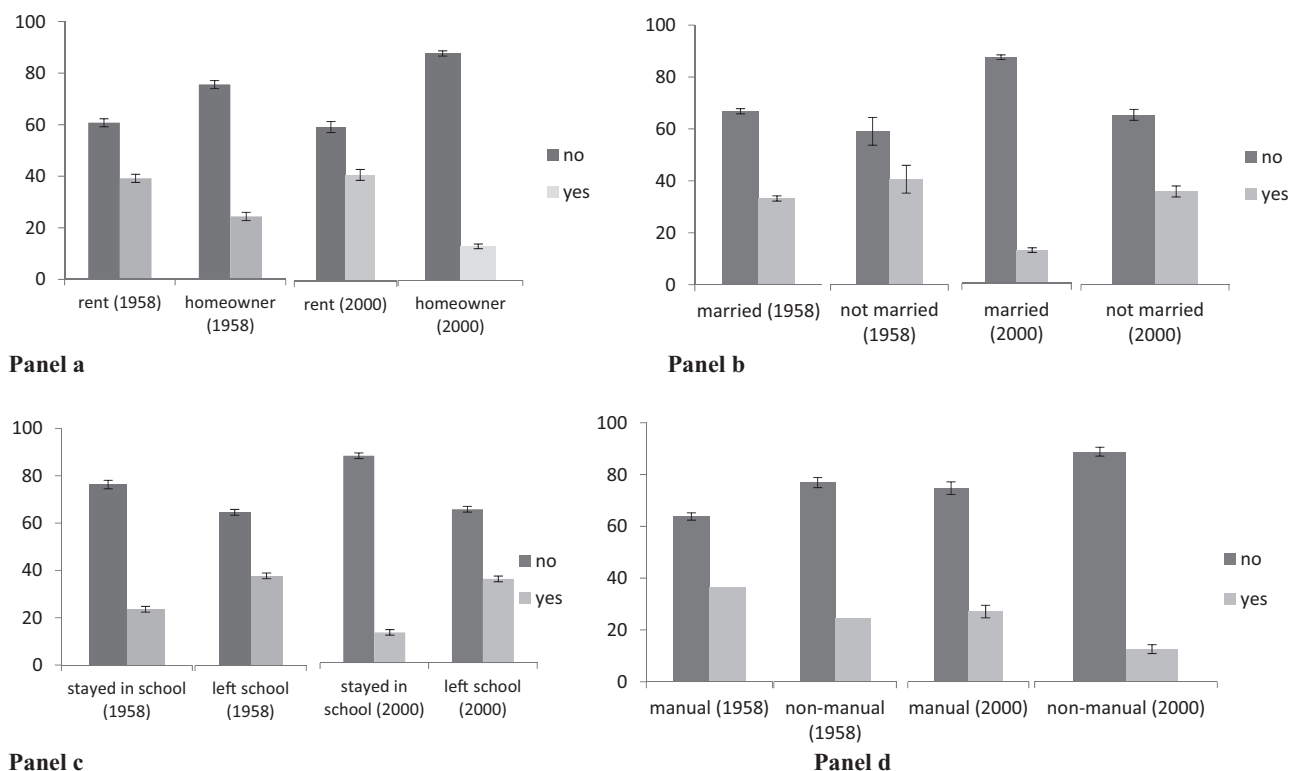 100
80
60
40
20
0
no
yes
rent (1958)
homeowner
(1958)
rent (2000)
homeowner
(2000)
Panel a
100
80
60
40
20
0
no
yes
married (1958)
not married
(1958)
married
(2000)
not married
(2000)
Panel b
100
80
60
40
20
0
no
yes
stayed in school
(1958)
left school
(1958)
stayed in
school (2000)
left school
(2000)
Panel c
100
80
60
40
20
0
no
yes
manual (1958)
non-manual
(1958)
manual (2000)
non-manual (2000)
Panel d